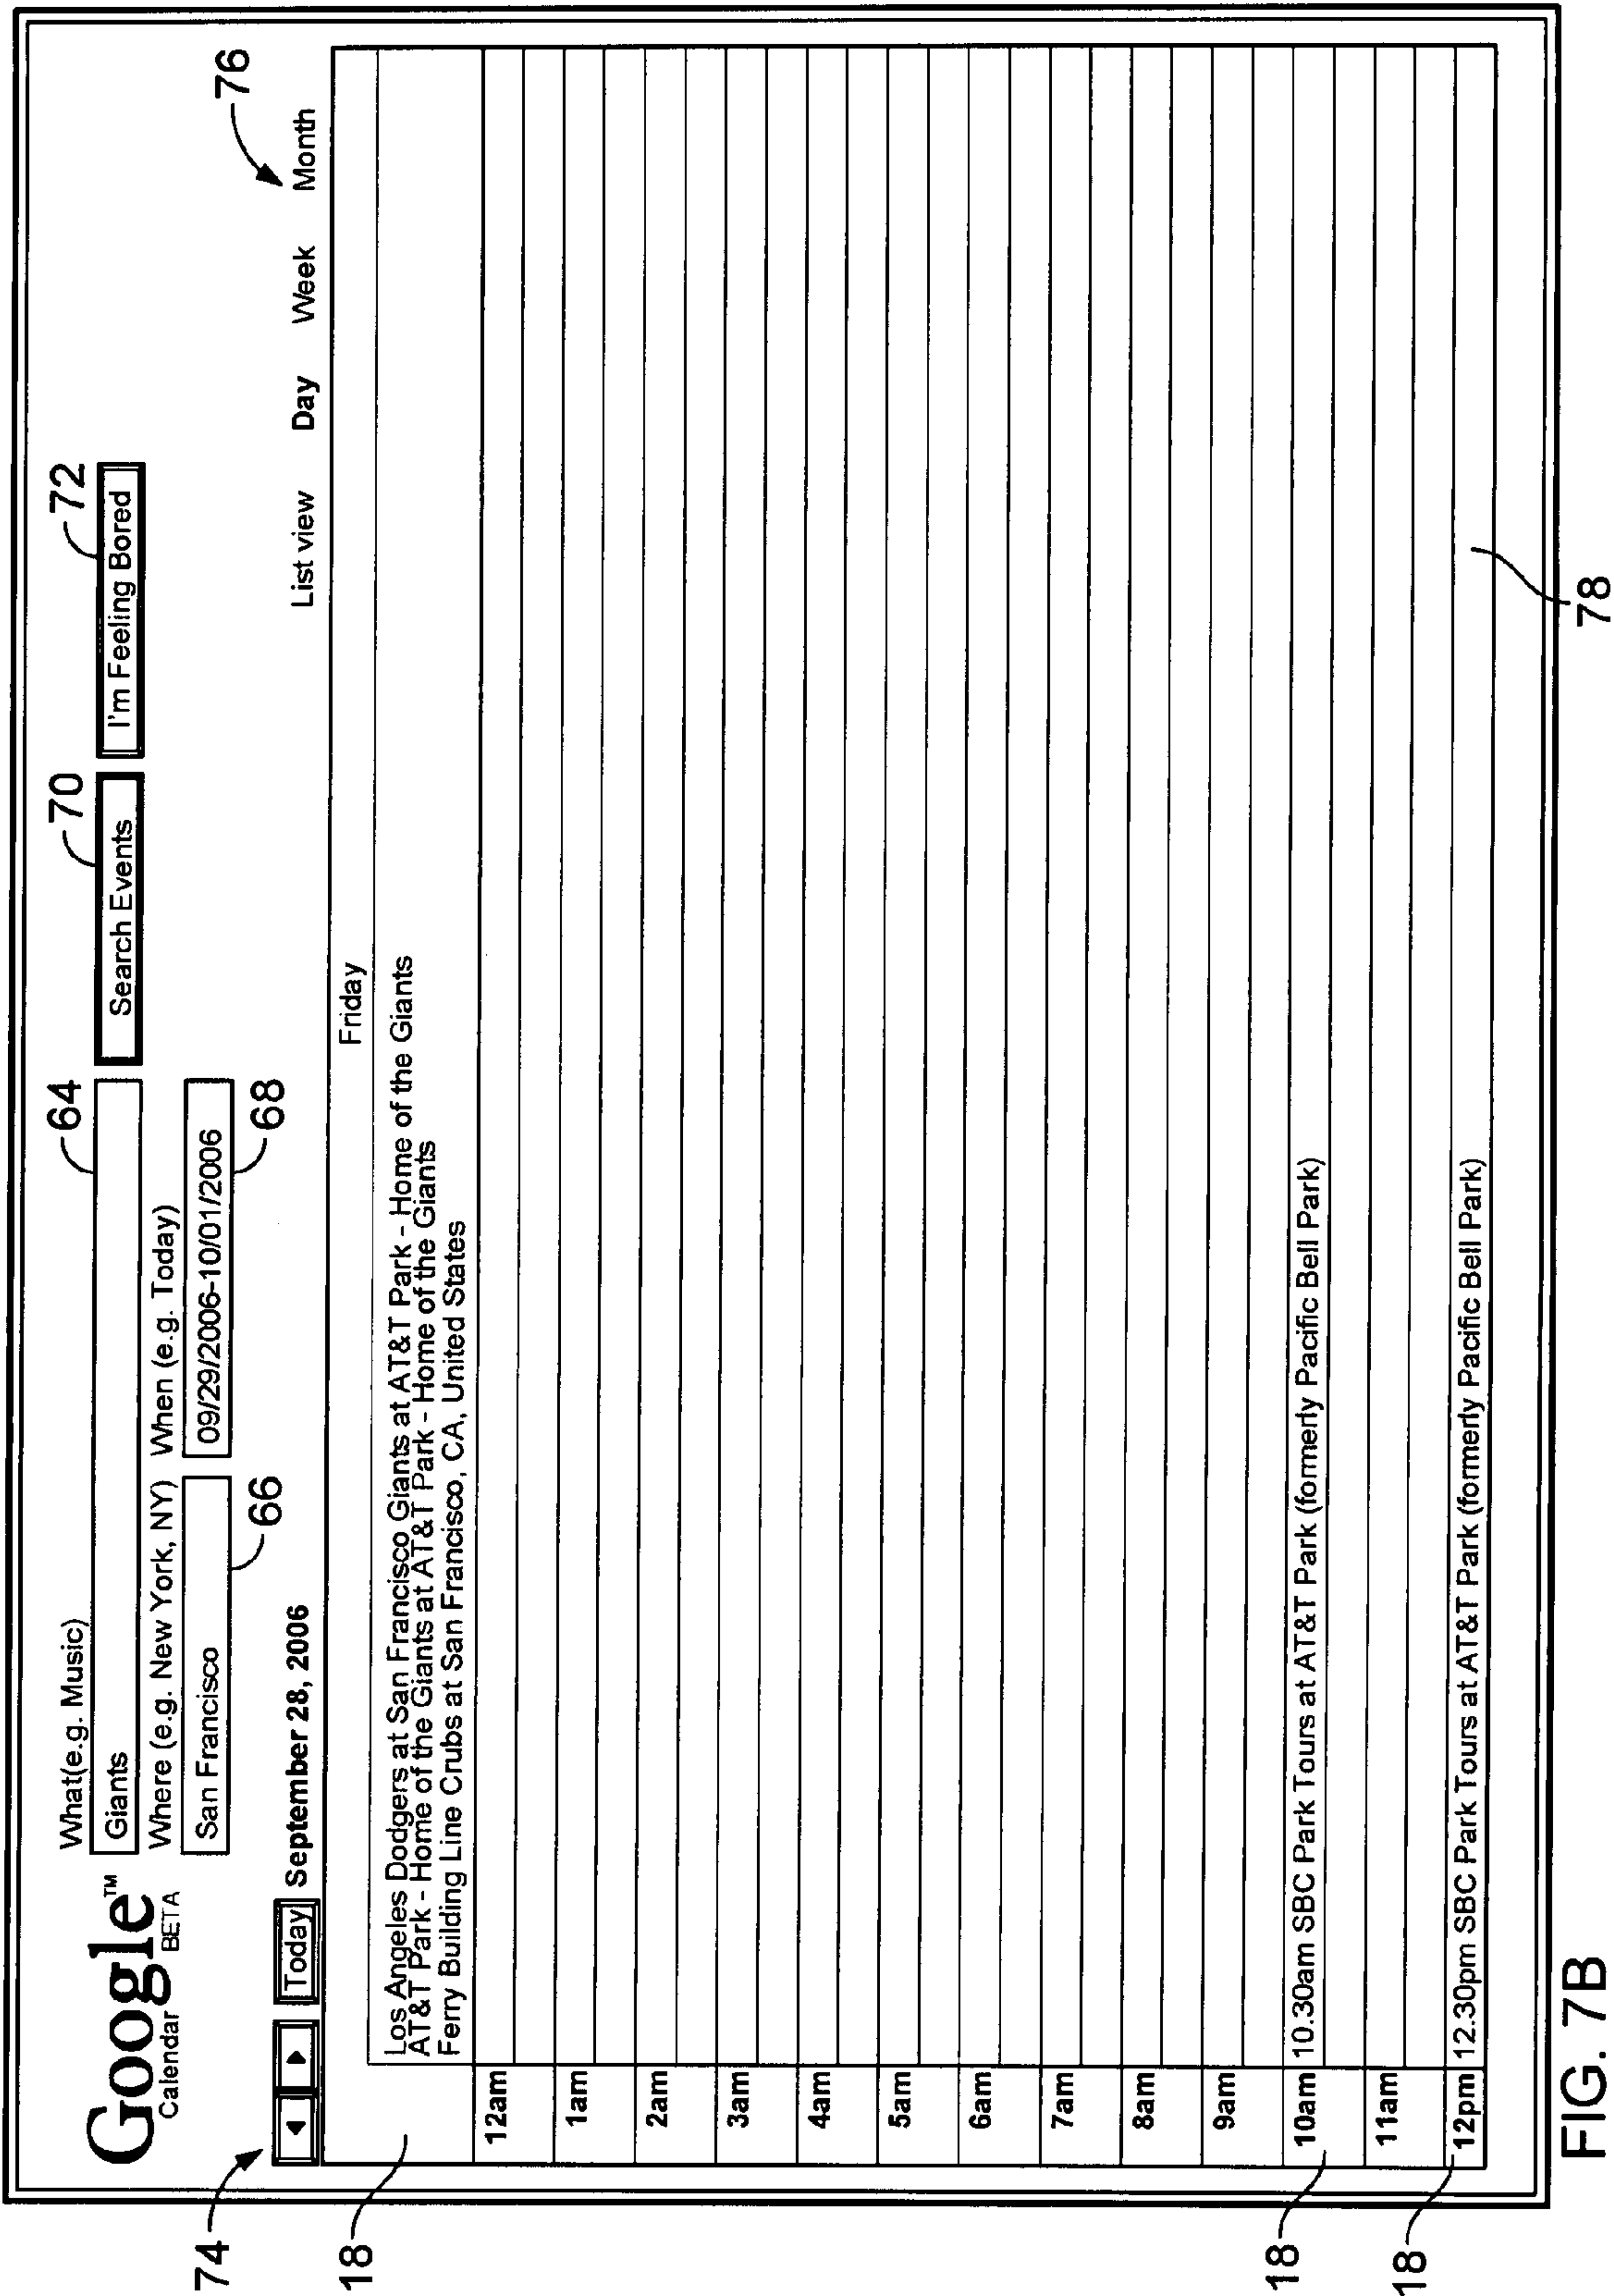 Google™
Calendar BETA
What(e.g. Music)
Giants
64
Search Events
70
I'm Feeling Bored
72
Where (e.g. New York, NY)
When (e.g. Today)
San Francisco
66
09/29/2006-10/01/2006
68
74
Today
September 28, 2006
List view
Day
Week
Month
76
Friday
18
Los Angeles Dodgers at San Francisco Giants at AT&T Park - Home of the Giants
AT&T Park - Home of the Giants at AT&T Park - Home of the Giants
Ferry Building Line Crubs at San Francisco, CA, United States
12am
1am
2am
3am
4am
5am
6am
7am
8am
9am
10am
10.30am SBC Park Tours at AT&T Park (formerly Pacific Bell Park)
18
11am
12pm
12.30pm SBC Park Tours at AT&T Park (formerly Pacific Bell Park)
18
78
FIG. 7B